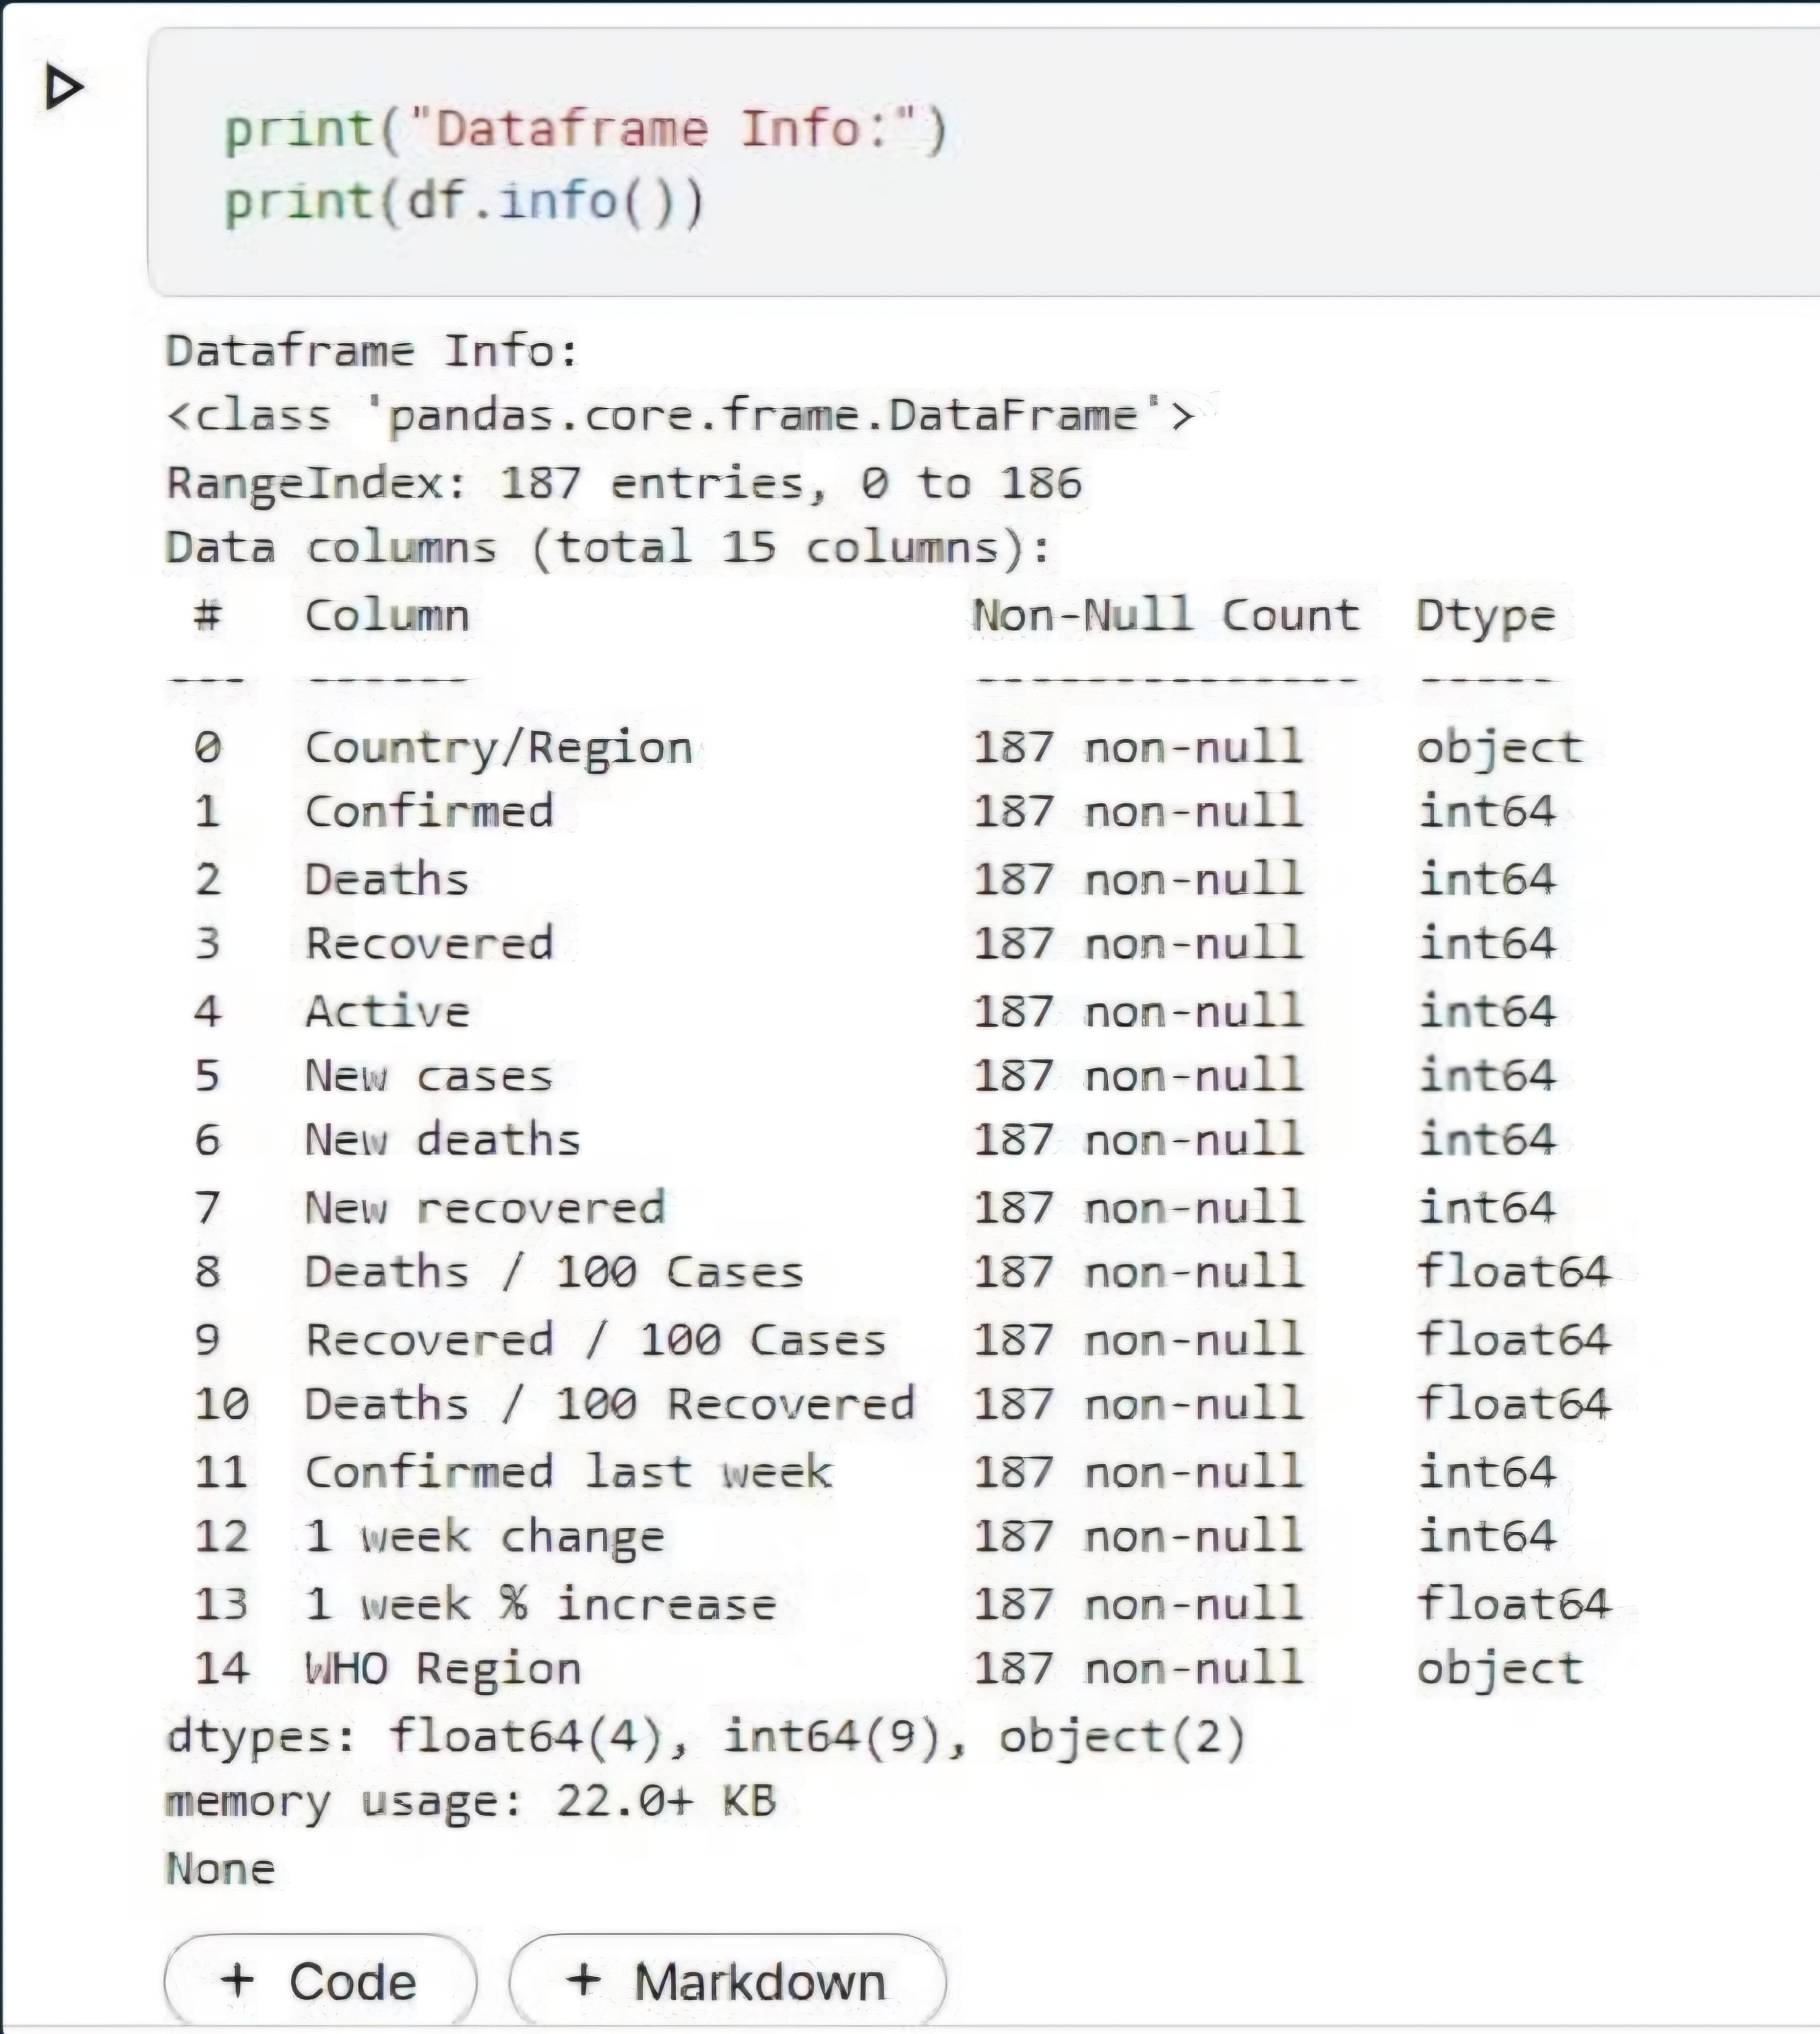 print("Dataframe Info:")
print(df.info())
Dataframe Info:
<class 'pandas.core.frame.DataFrame'>
RangeIndex: 187 entries, 0 to 186
Data columns (total 15 columns):
 #   Column                  Non-Null Count  Dtype
---  ------                  --------------  -----
 0   Country/Region          187 non-null    object
 1   Confirmed               187 non-null    int64
 2   Deaths                  187 non-null    int64
 3   Recovered               187 non-null    int64
 4   Active                  187 non-null    int64
 5   New cases               187 non-null    int64
 6   New deaths              187 non-null    int64
 7   New recovered           187 non-null    int64
 8   Deaths / 100 Cases      187 non-null    float64
 9   Recovered / 100 Cases   187 non-null    float64
 10  Deaths / 100 Recovered  187 non-null    float64
 11  Confirmed last week     187 non-null    int64
 12  1 week change           187 non-null    int64
 13  1 week % increase       187 non-null    float64
 14  WHO Region              187 non-null    object
dtypes: float64(4), int64(9), object(2)
memory usage: 22.0+ KB
None
+ Code + Markdown